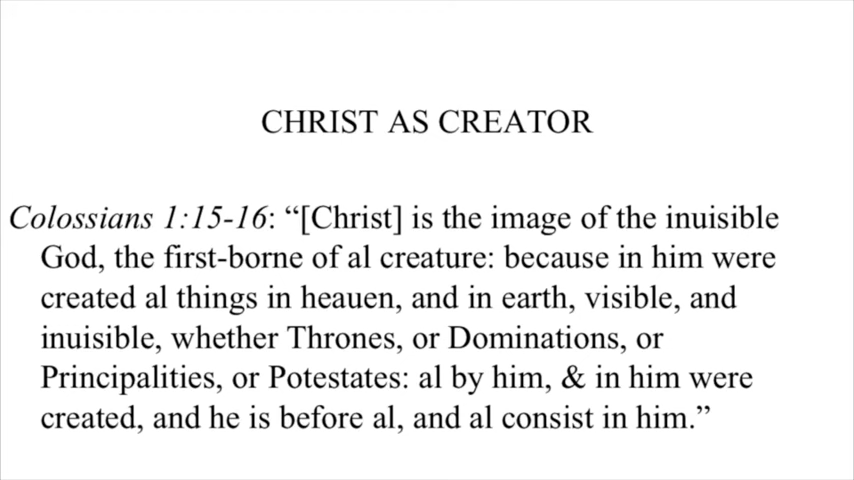 CHRIST AS CREATOR
Colossians 1:15-16: “[Christ] is the image of the inuisible
God, the first-borne of al creature: because in him were
created al things in heauen, and in earth, visible, and
inuisible, whether Thrones, or Dominations, or
Principalities, or Potestates: al by him, & in him were
created, and he is before al, and al consist in him.”